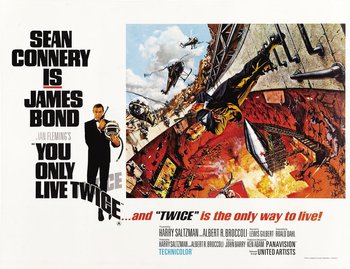 SEAN
CONNERY
IS
JAMES
BOND
IAN FLEMING'S
"YOU
ONLY
LIVE TWICE"
...and "TWICE" is the only way to live!
HARRY SALTZMAN and ALBERT R. BROCCOLI LEWIS GILBERT ROALD DAHL
HARRY SALTZMAN and ALBERT R. BROCCOLI JOHN BARRY KEN ADAM PANAVISION
TECHNICOLOR UNITED ARTISTS